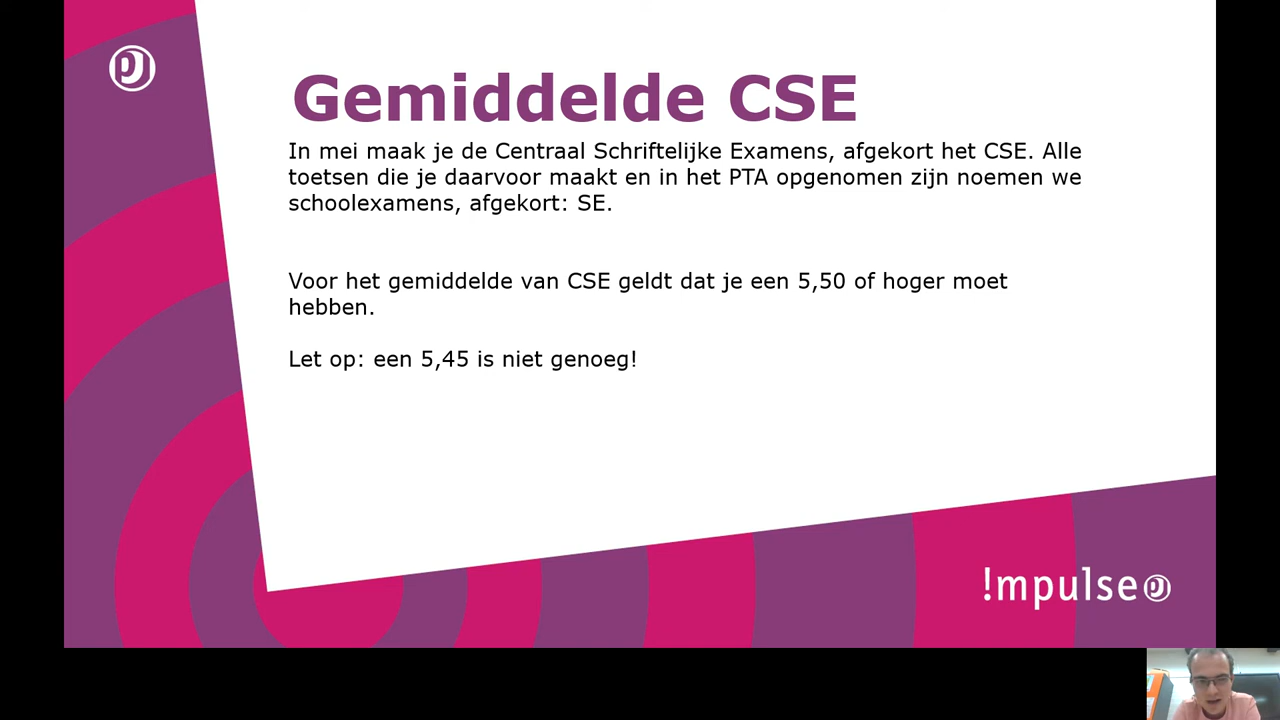 Gemiddelde CSE
In mei maak je de Centraal Schriftelijke Examens, afgekort het CSE. Alle
toetsen die je daarvoor maakt en in het PTA opgenomen zijn noemen we
schoolexamens, afgekort: SE.
Voor het gemiddelde van CSE geldt dat je een 5,50 of hoger moet
hebben.
Let op: een 5,45 is niet genoeg!
!mpulse